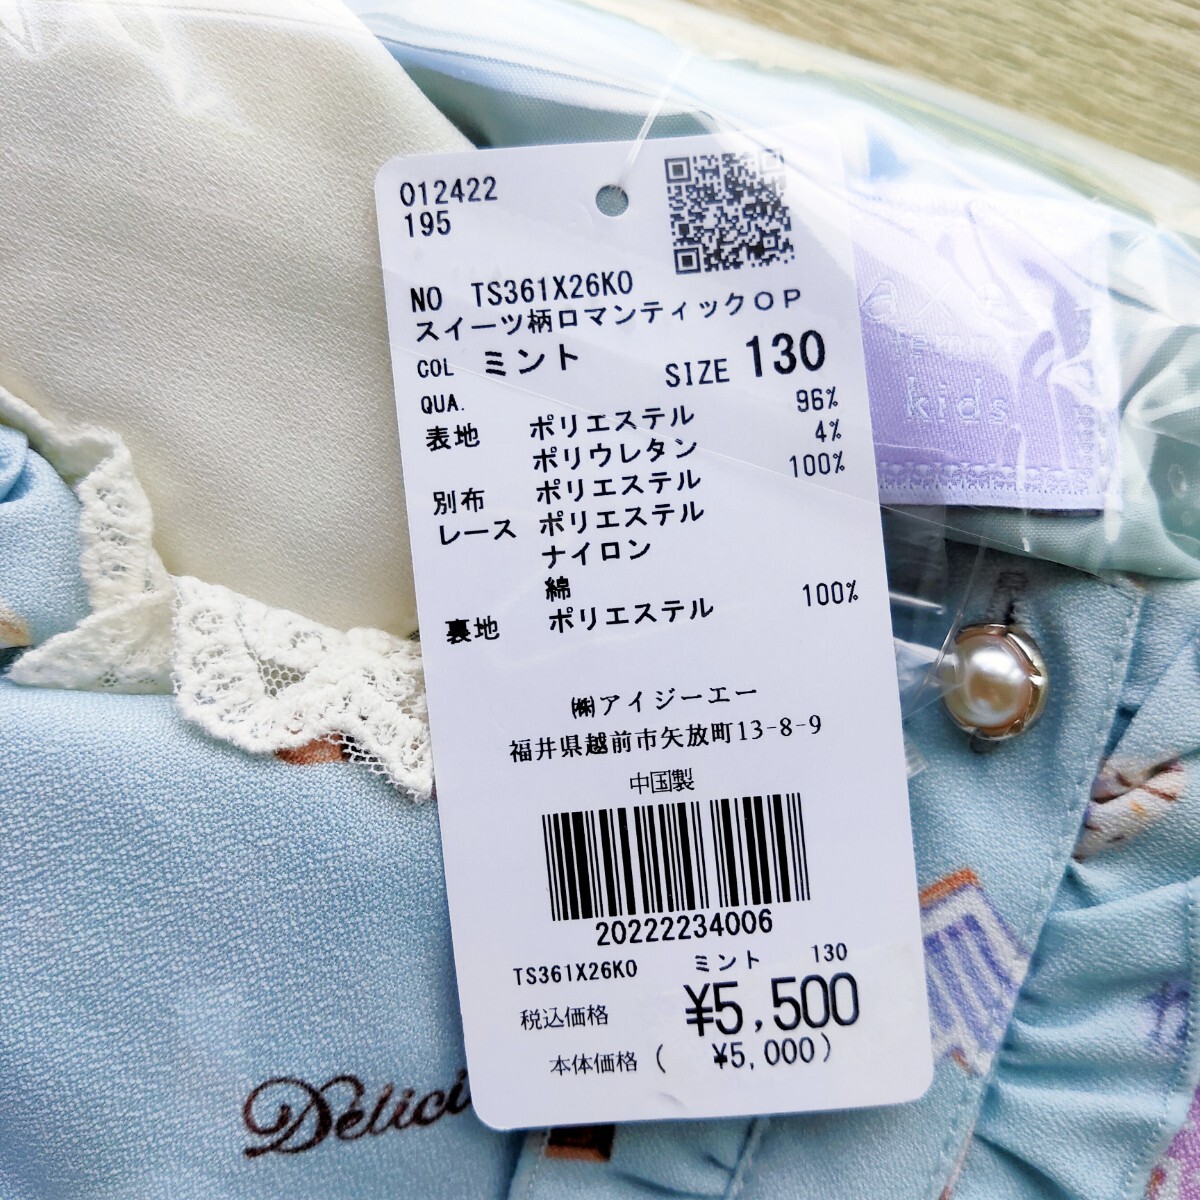 012422
195
NO TS361X26KO
スイーツ柄ロマンティックＯＰ
COL ミント SIZE 130
QUA.
表地 ポリエステル 96%
ポリウレタン 4%
別布 ポリエステル 100%
レース ポリエステル
ナイロン
綿
裏地 ポリエステル 100%
㈱アイジーエー
福井県越前市矢放町13-8-9
中国製
20222234006
TS361X26KO ミント 130
税込価格 ¥5,500
本体価格 ( ¥5,000)
axes
femme
kids
Delici